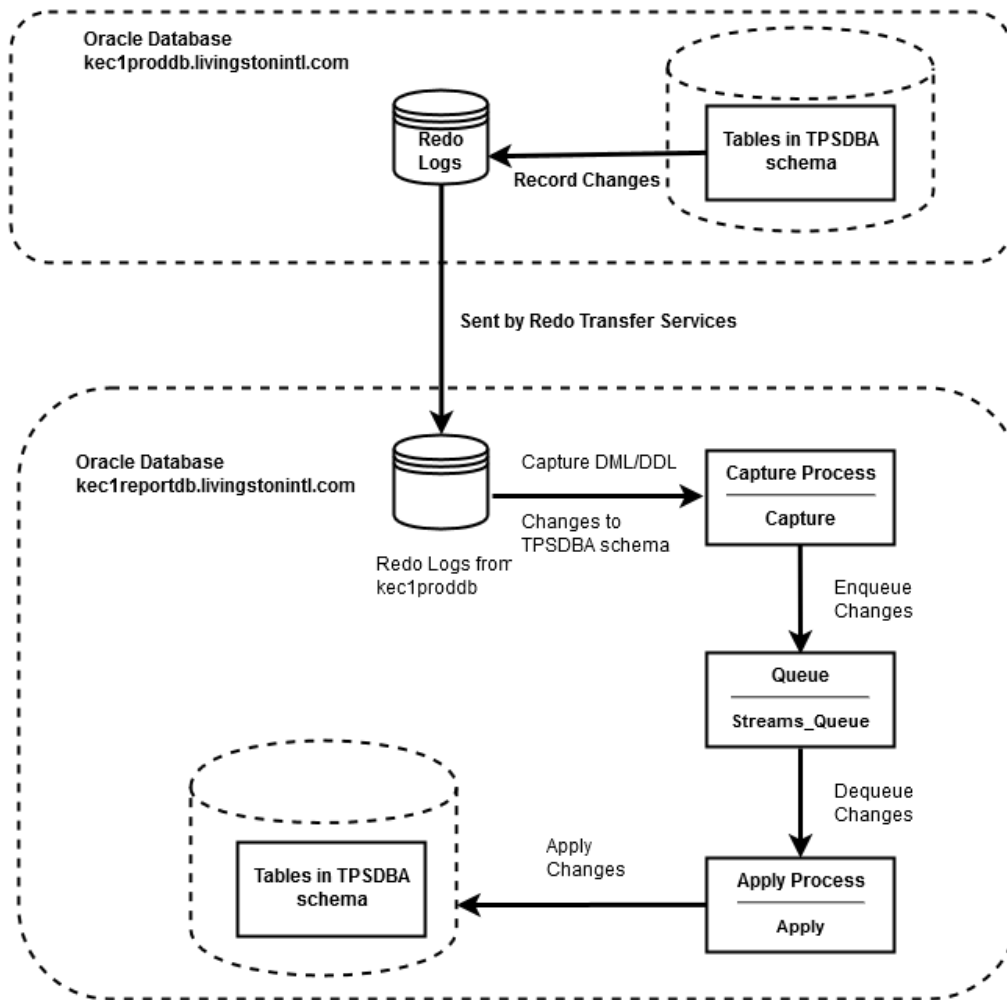 Oracle Database
kec1proddb.livingstonintl.com
Redo
Logs
Tables in TPSDBA
schema
Record Changes
Sent by Redo Transfer Services
Oracle Database
kec1reportdb.livingstonintl.com
Capture DML/DDL
Changes to
TPSDBA schema
Redo Logs from
kec1proddb
Capture Process
Capture
Enqueue
Changes
Queue
Streams_Queue
Dequeue
Changes
Apply Process
Apply
Apply
Changes
Tables in TPSDBA
schema